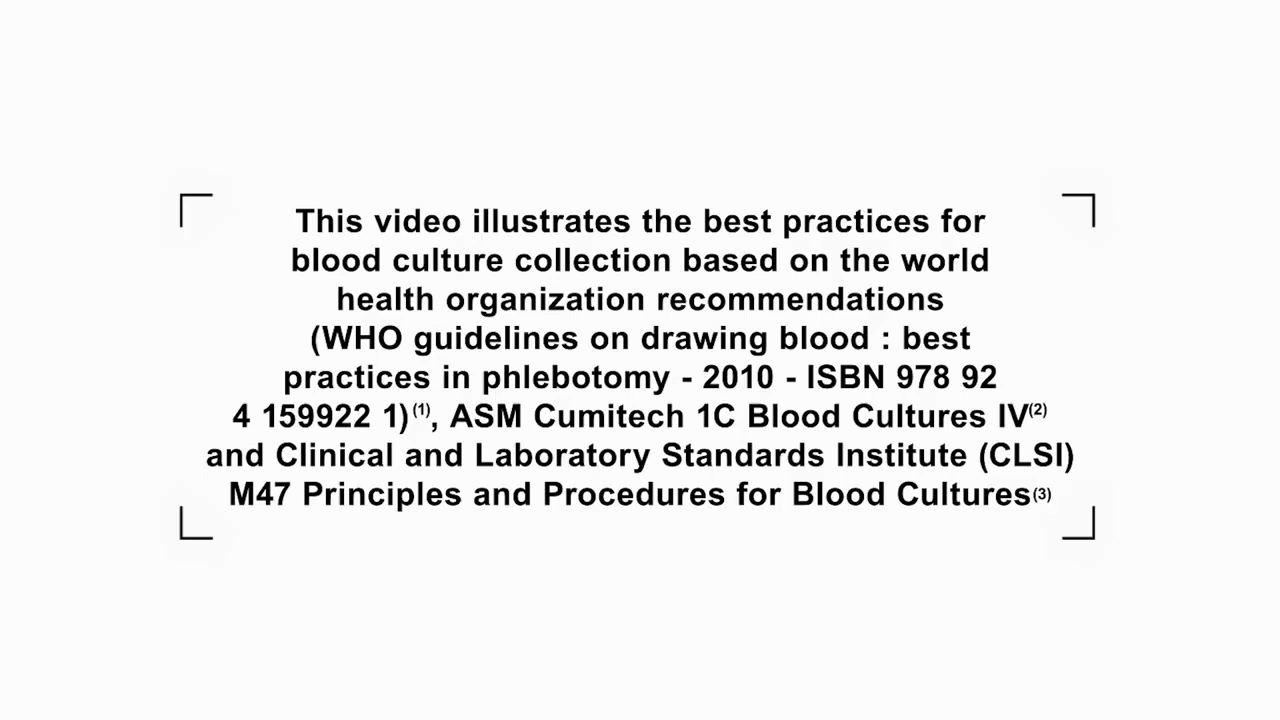 This video illustrates the best practices for
blood culture collection based on the world
health organization recommendations
(WHO guidelines on drawing blood : best
practices in phlebotomy - 2010 - ISBN 978 92
4 159922 1)(1), ASM Cumitech 1C Blood Cultures IV(2)
and Clinical and Laboratory Standards Institute (CLSI)
M47 Principles and Procedures for Blood Cultures(3)